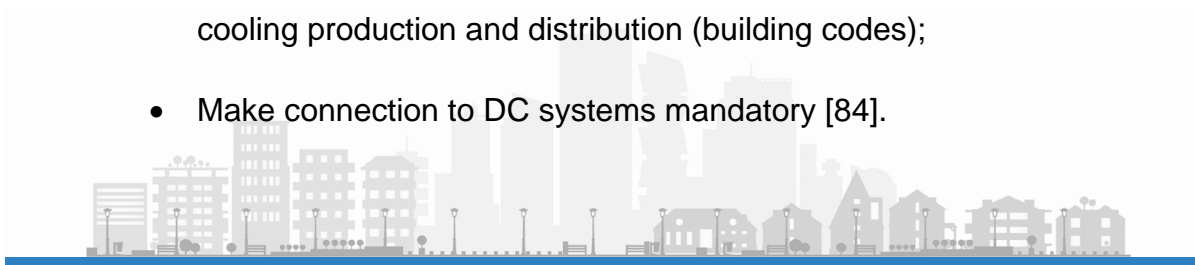 cooling production and distribution (building codes);
• Make connection to DC systems mandatory [84].